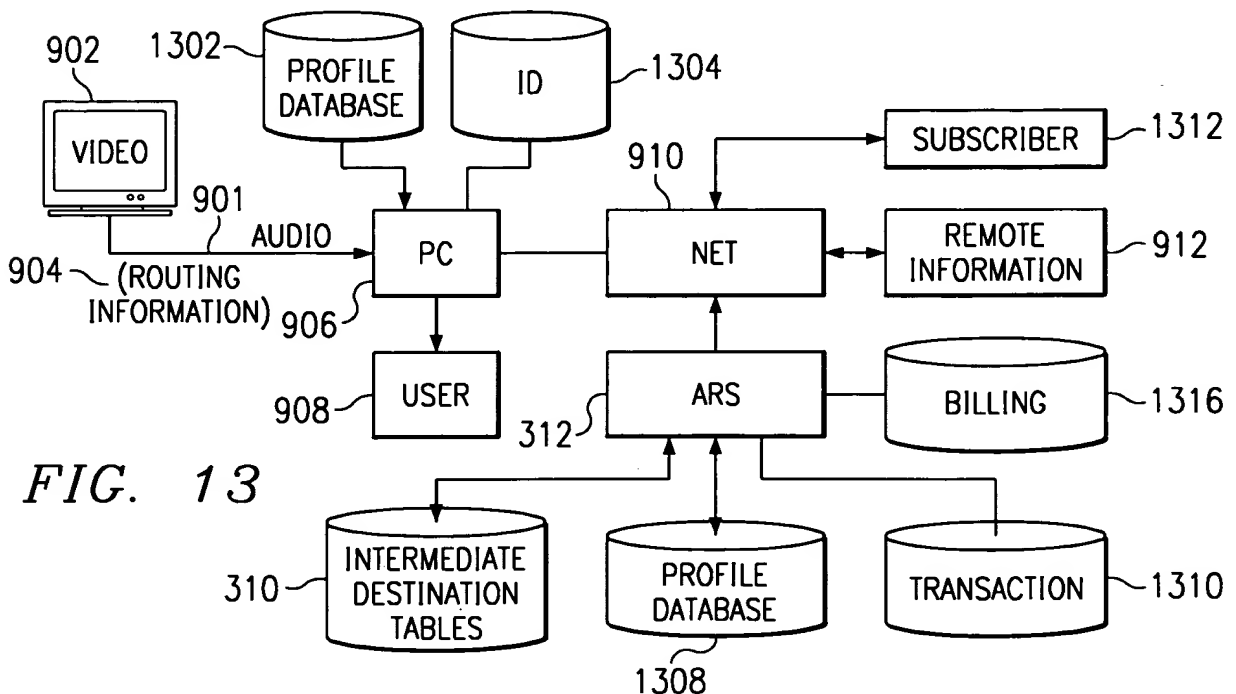 1302
902
PROFILE
DATABASE
ID
1304
VIDEO
910
SUBSCRIBER
1312
901
AUDIO
PC
NET
REMOTE
INFORMATION
912
904
(ROUTING
INFORMATION)
906
USER
908
ARS
312
BILLING
1316
FIG. 13
310
INTERMEDIATE
DESTINATION
TABLES
PROFILE
DATABASE
1308
TRANSACTION
1310